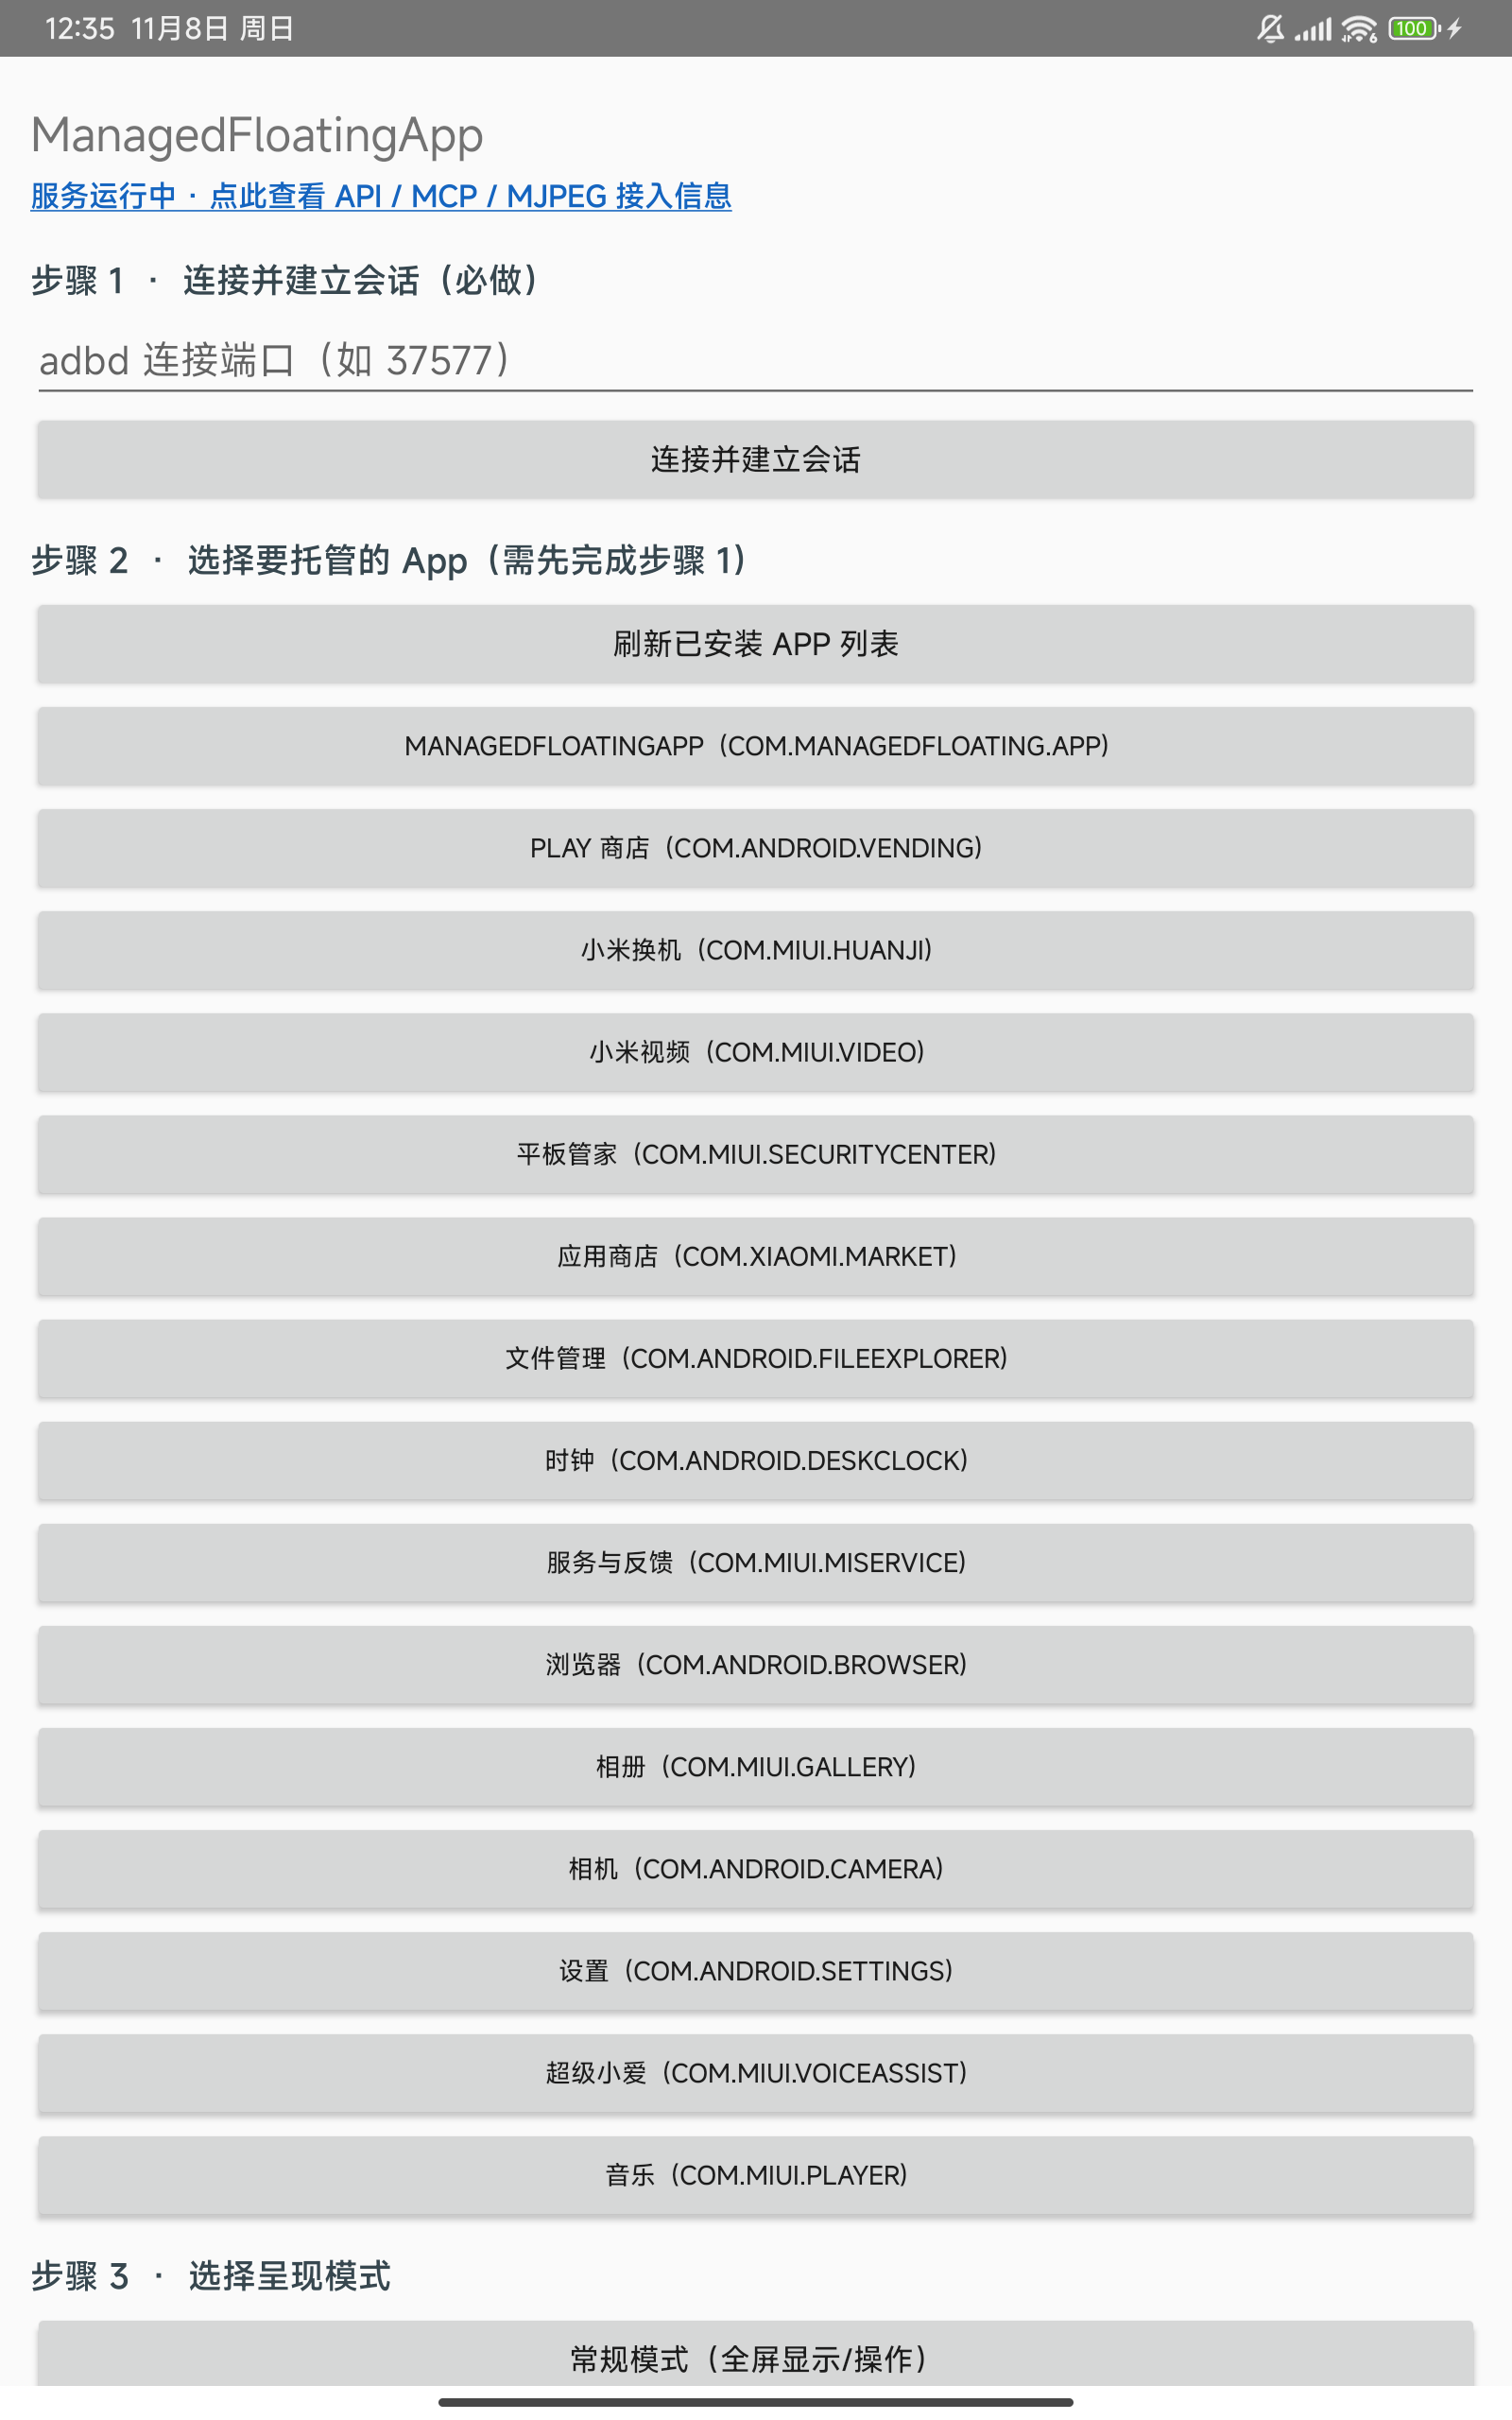 12:35 11月8日 周日
100
ManagedFloatingApp
服务运行中 · 点此查看 API / MCP / MJPEG 接入信息
步骤 1 · 连接并建立会话（必做）
adbd 连接端口（如 37577）
连接并建立会话
步骤 2 · 选择要托管的 App（需先完成步骤 1）
刷新已安装 APP 列表
MANAGEDFLOATINGAPP（COM.MANAGEDFLOATING.APP）
PLAY 商店（COM.ANDROID.VENDING）
小米换机（COM.MIUI.HUANJI）
小米视频（COM.MIUI.VIDEO）
平板管家（COM.MIUI.SECURITYCENTER）
应用商店（COM.XIAOMI.MARKET）
文件管理（COM.ANDROID.FILEEXPLORER）
时钟（COM.ANDROID.DESKCLOCK）
服务与反馈（COM.MIUI.MISERVICE）
浏览器（COM.ANDROID.BROWSER）
相册（COM.MIUI.GALLERY）
相机（COM.ANDROID.CAMERA）
设置（COM.ANDROID.SETTINGS）
超级小爱（COM.MIUI.VOICEASSIST）
音乐（COM.MIUI.PLAYER）
步骤 3 · 选择呈现模式
常规模式（全屏显示/操作）